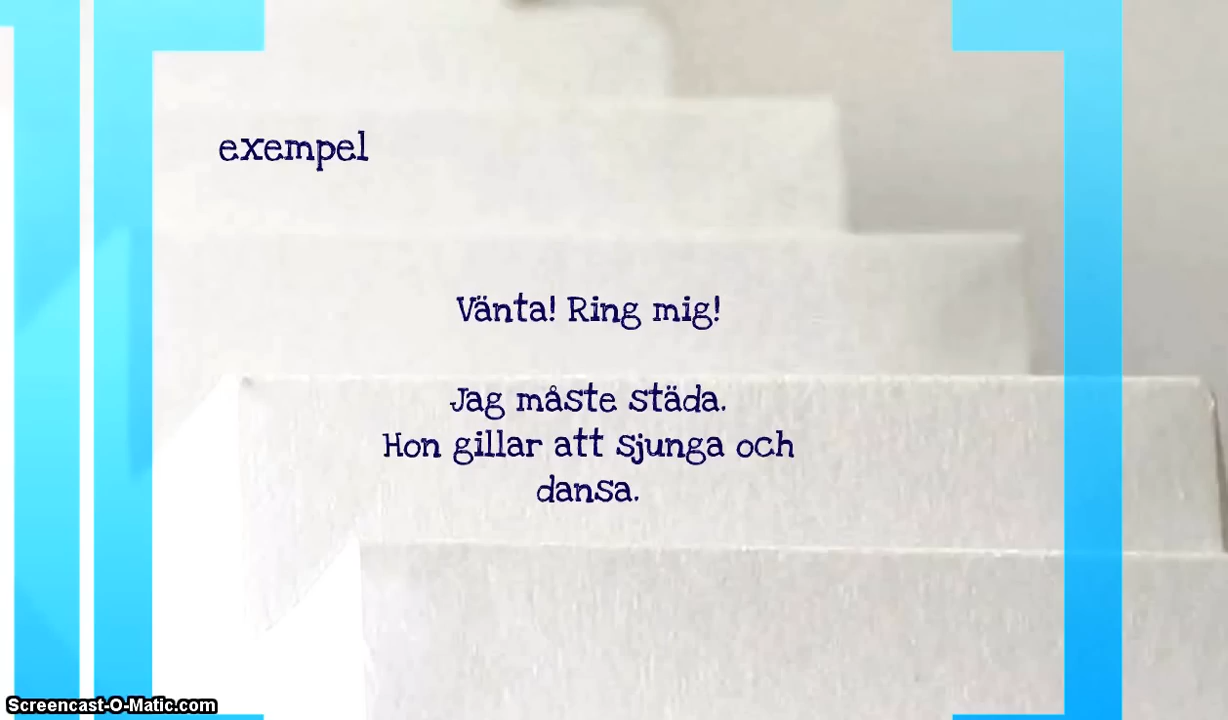 exempel
Vänta! Ring mig!
Jag måste städa.
Hon gillar att sjunga och
dansa.
Screencast-O-Matic.com